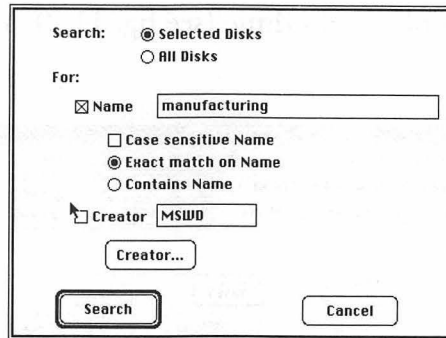 Search: Selected Disks
All Disks
For:
Name manufacturing
Case sensitive Name
Exact match on Name
Contains Name
Creator MSWD
Creator...
Search Cancel